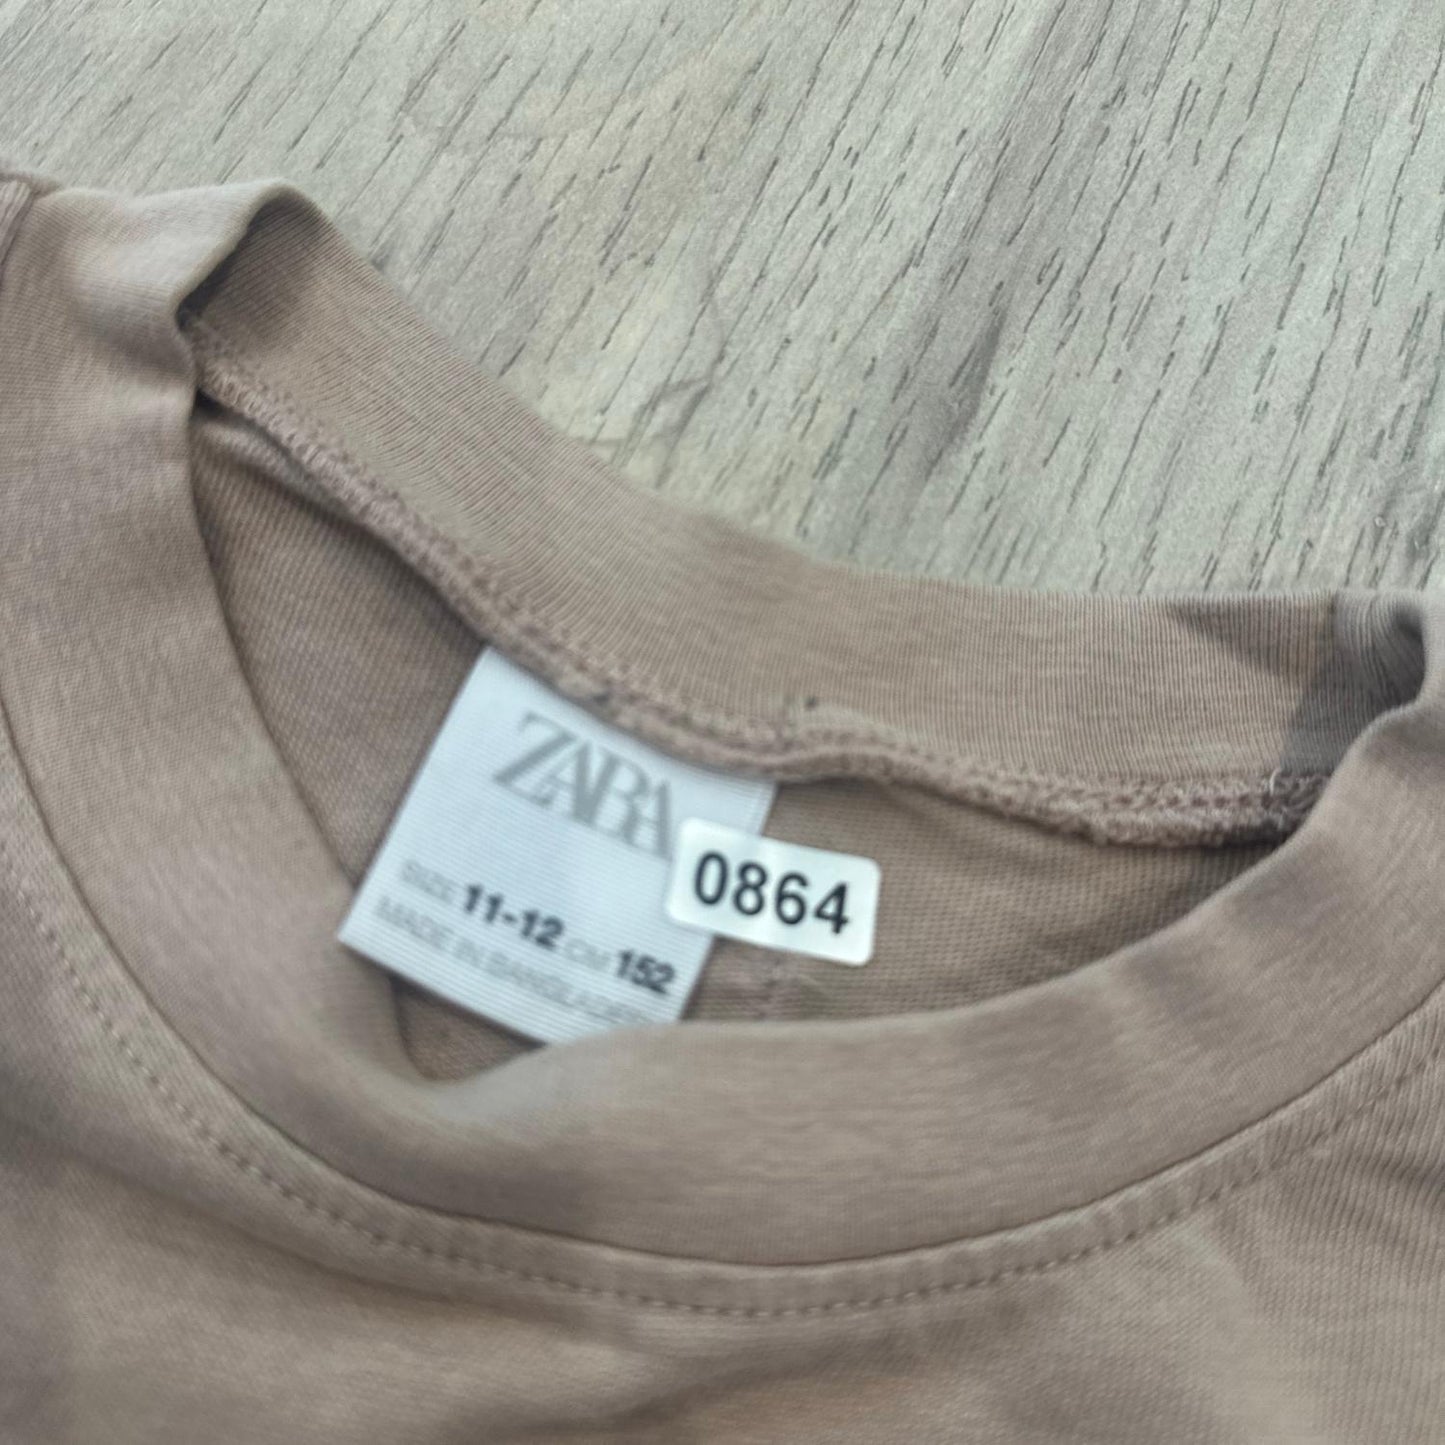 ZARA
SIZE 11-12 CM 152
MADE IN BANGLADESH
0864